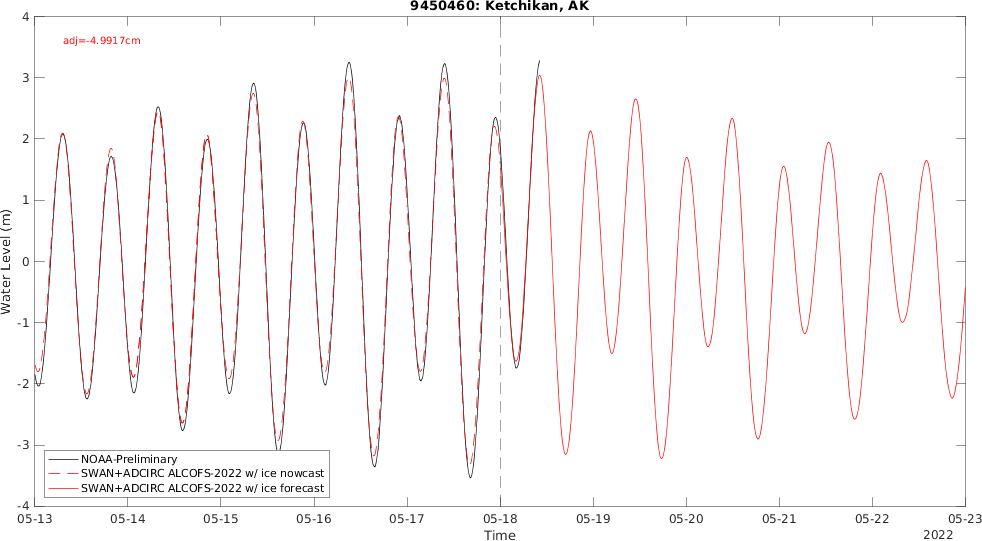 9450460: Ketchikan, AK
adj=-4.9917cm
4
3
2
1
0
-1
-2
-3
-4
Water Level (m)
NOAA-Preliminary
SWAN+ADCIRC ALCOFS-2022 w/ ice nowcast
SWAN+ADCIRC ALCOFS-2022 w/ ice forecast
05-13 05-14 05-15 05-16 05-17 05-18 05-19 05-20 05-21 05-22 05-23
Time
2022